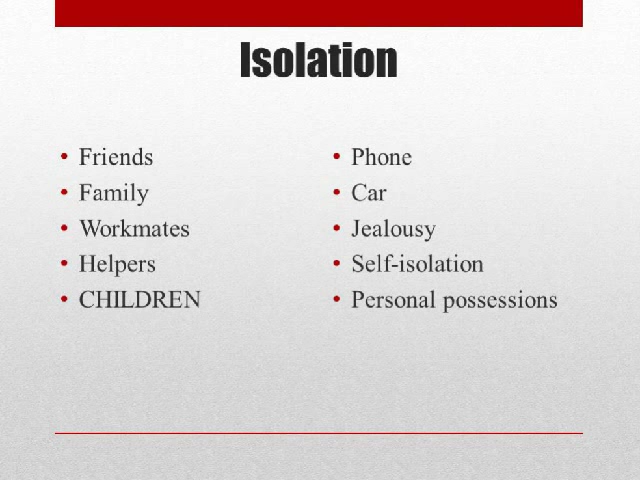 Isolation
• Friends
• Family
• Workmates
• Helpers
• CHILDREN
• Phone
• Car
• Jealousy
• Self-isolation
• Personal possessions